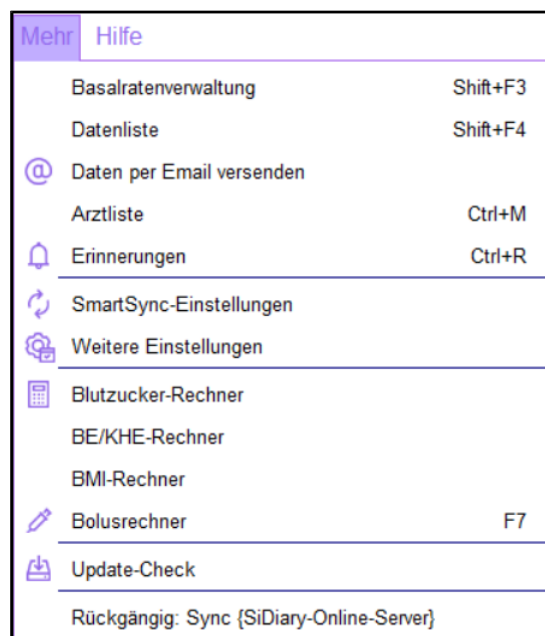 Mehr Hilfe
Basalratenverwaltung Shift+F3
Datenliste Shift+F4
Daten per Email versenden
Arztliste Ctrl+M
Erinnerungen Ctrl+R
SmartSync-Einstellungen
Weitere Einstellungen
Blutzucker-Rechner
BE/KHE-Rechner
BMI-Rechner
Bolusrechner F7
Update-Check
Rückgängig: Sync {SiDiary-Online-Server}